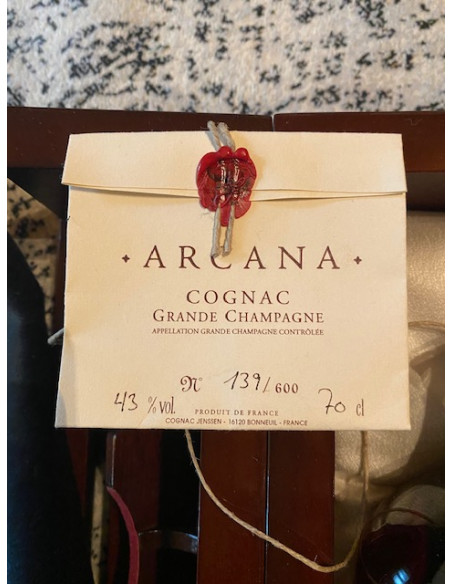 ARCANA
COGNAC
GRANDE CHAMPAGNE
APPELLATION GRANDE CHAMPAGNE CONTRÔLÉE
N° 139/600
43 % vol. 70 cl
PRODUIT DE FRANCE
COGNAC JENSSEN - 16120 BONNEUIL - FRANCE